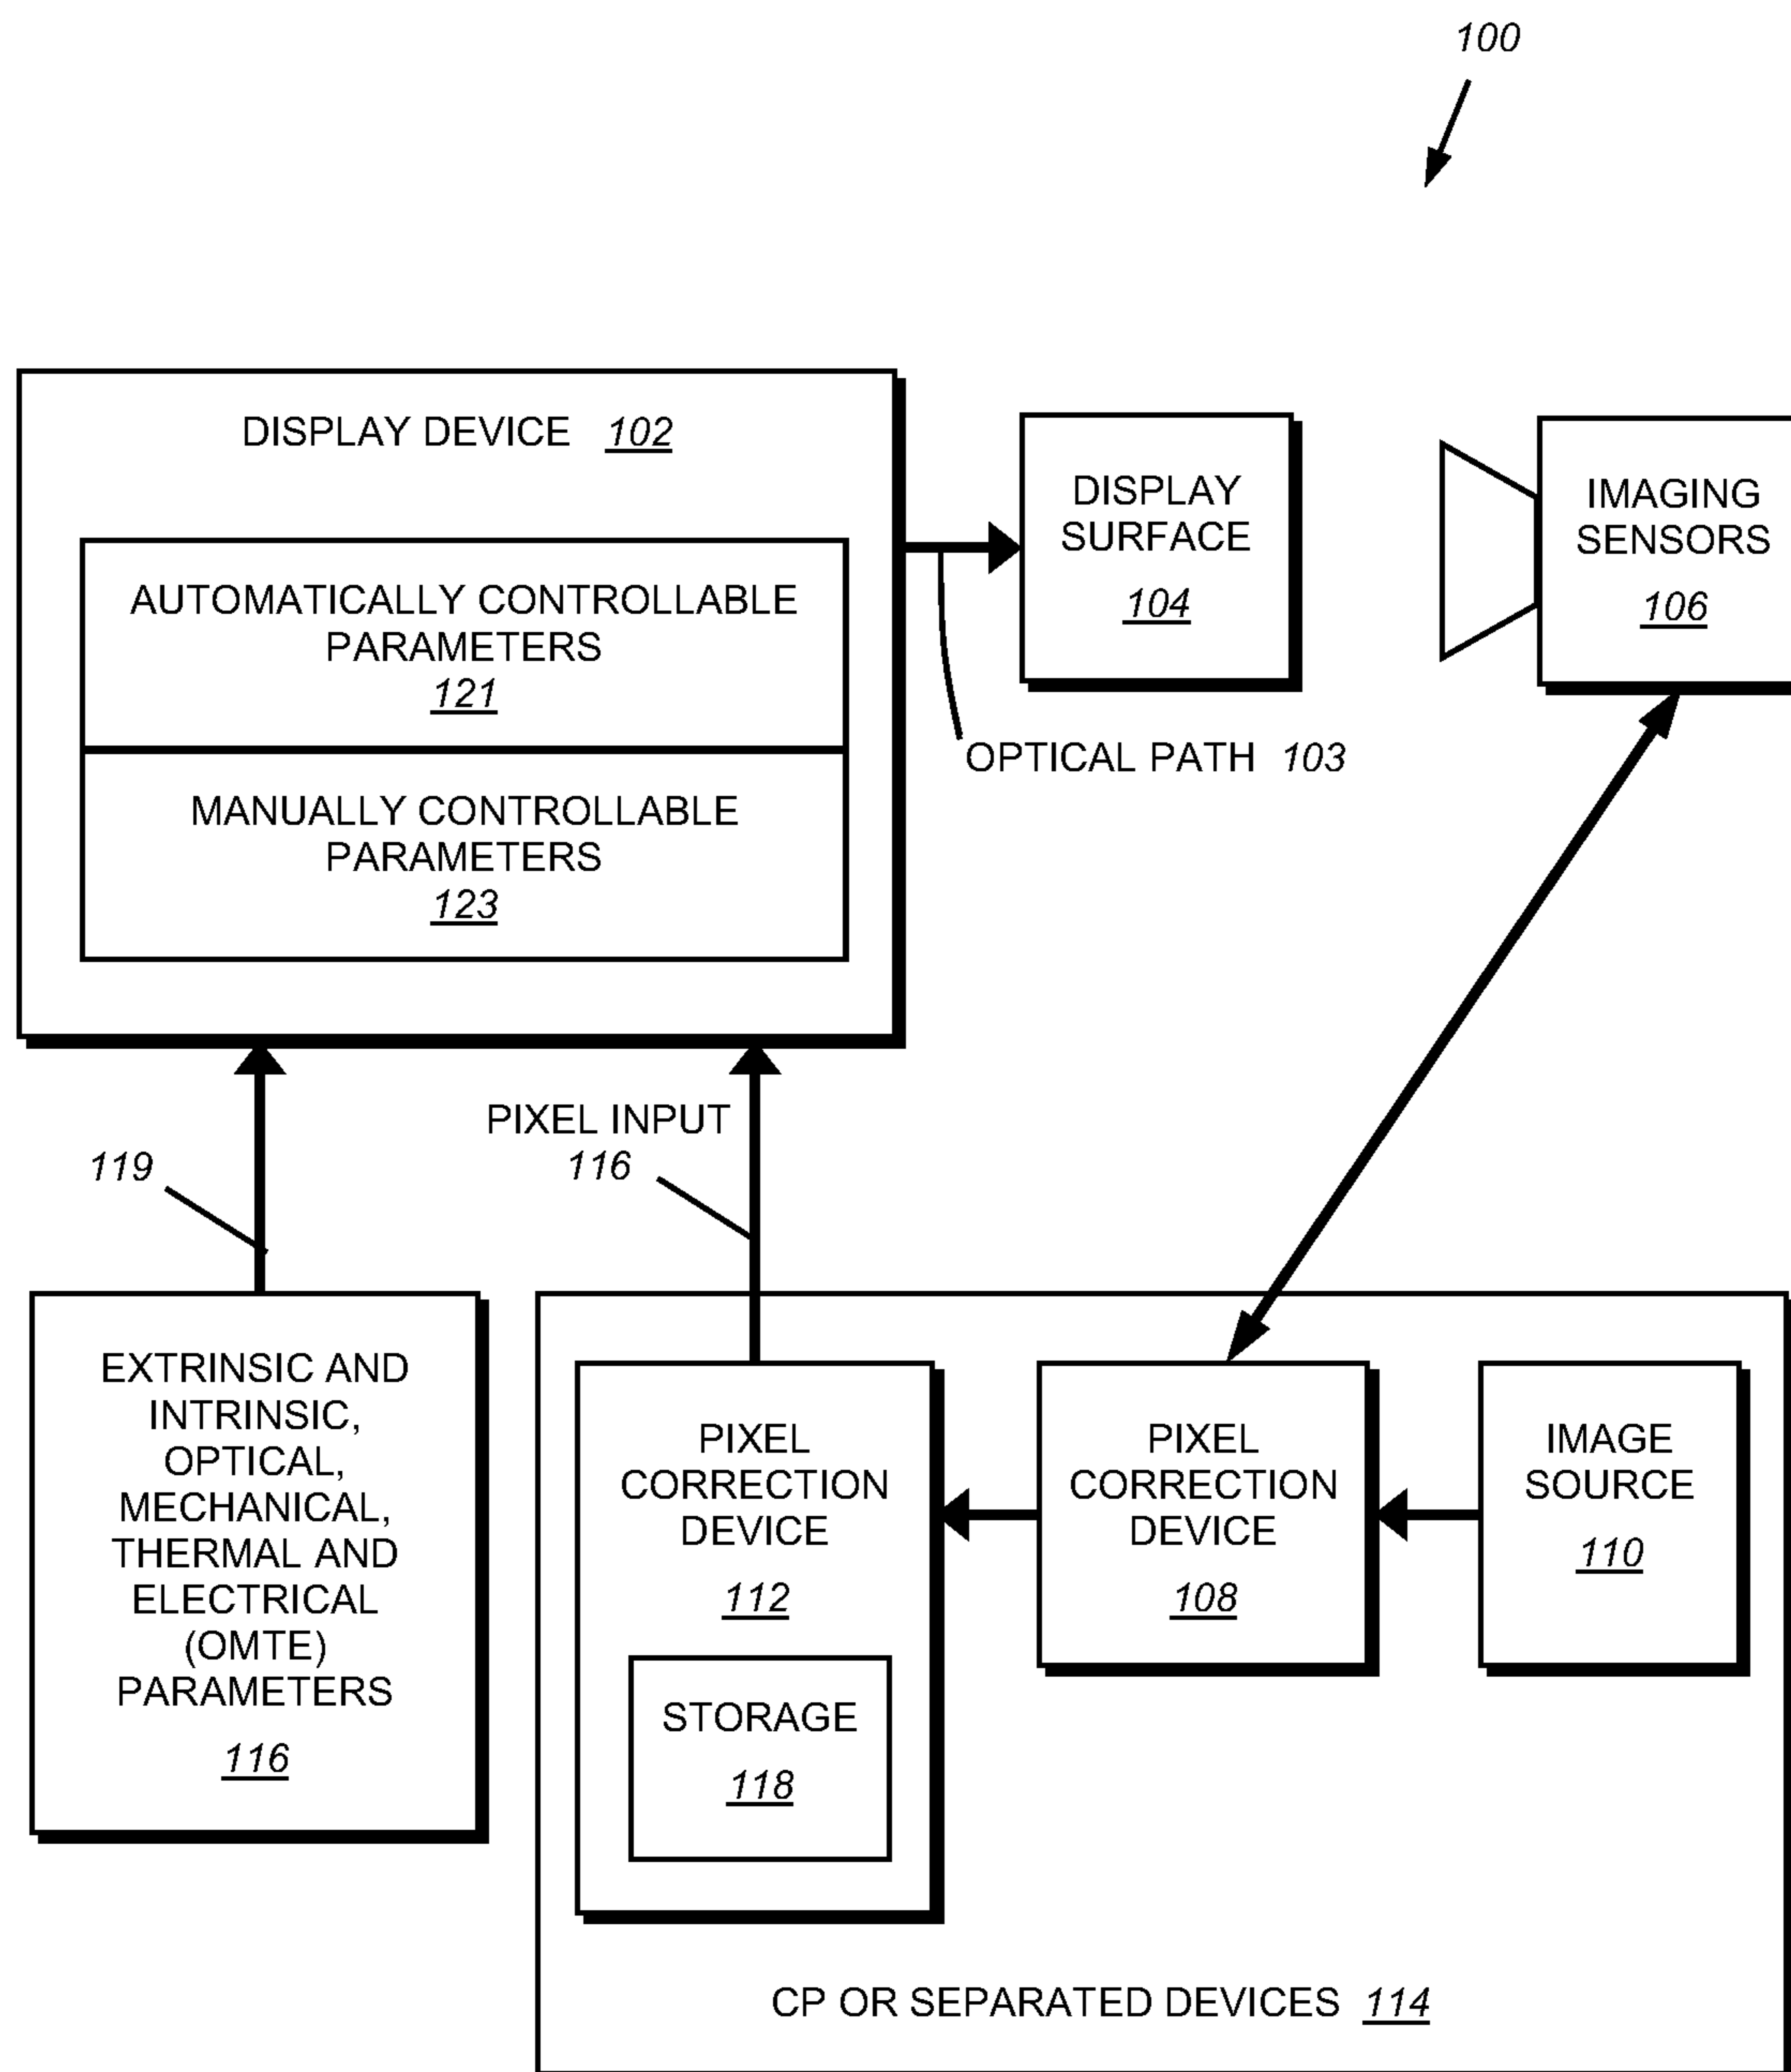 100
DISPLAY DEVICE 102
AUTOMATICALLY CONTROLLABLE
PARAMETERS
121
MANUALLY CONTROLLABLE
PARAMETERS
123
DISPLAY
SURFACE
104
IMAGING
SENSORS
106
OPTICAL PATH 103
119
PIXEL INPUT
116
EXTRINSIC AND
INTRINSIC,
OPTICAL,
MECHANICAL,
THERMAL AND
ELECTRICAL
(OMTE)
PARAMETERS
116
PIXEL
CORRECTION
DEVICE
112
STORAGE
118
PIXEL
CORRECTION
DEVICE
108
IMAGE
SOURCE
110
CP OR SEPARATED DEVICES 114